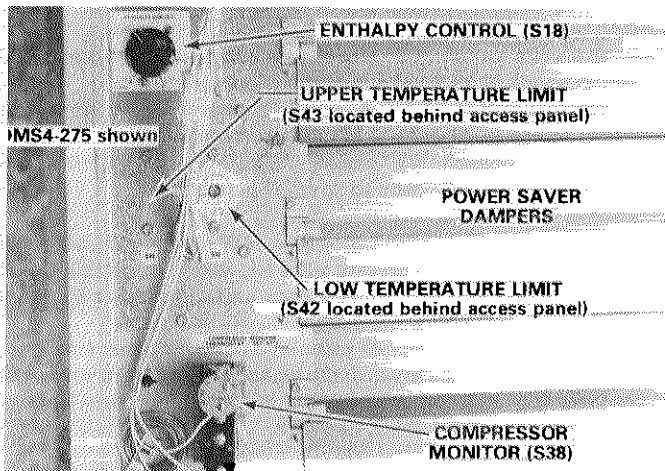 ENTHALPY CONTROL (S18)
UPPER TEMPERATURE LIMIT
(S43 located behind access panel)
MS4-275 shown
POWER SAVER
DAMPERS
LOW TEMPERATURE LIMIT
(S42 located behind access panel)
COMPRESSOR
MONITOR (S38)